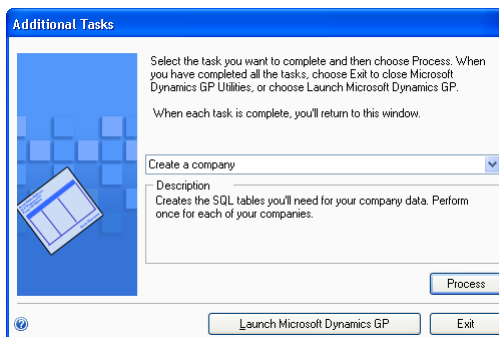 Additional Tasks
Select the task you want to complete and then choose Process. When
you have completed all the tasks, choose Exit to close Microsoft
Dynamics GP Utilities, or choose Launch Microsoft Dynamics GP.
When each task is complete, you'll return to this window.
Create a company
Description
Creates the SQL tables you'll need for your company data. Perform
once for each of your companies.
Process
Launch Microsoft Dynamics GP
Exit